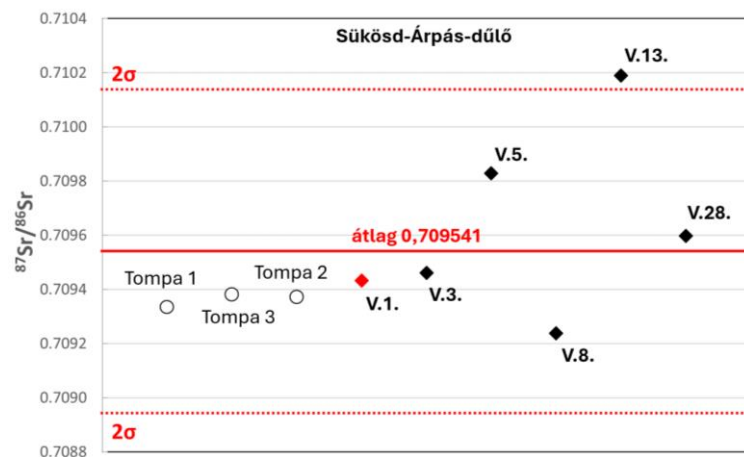 Sükösd-Árpás-dűlő
0.7104
0.7102
0.7100
0.7098
0.7096
0.7094
0.7092
0.7090
0.7088
⁸⁷Sr/⁸⁶Sr
2σ
V.13.
V.5.
V.28.
átlag 0,709541
Tompa 1
Tompa 2
Tompa 3
V.1.
V.3.
V.8.
2σ